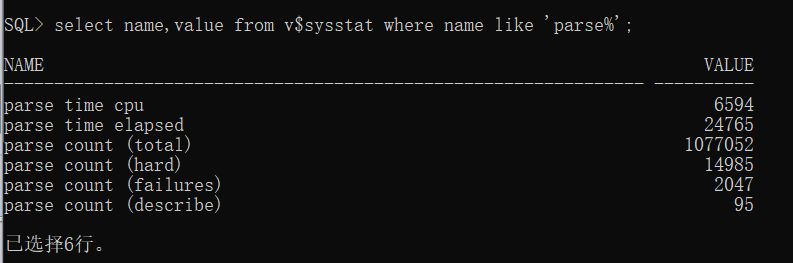 SQL> select name,value from v$sysstat where name like 'parse%';
NAME VALUE
---------------------------------------------------------------- ----------
parse time cpu 6594
parse time elapsed 24765
parse count (total) 1077052
parse count (hard) 14985
parse count (failures) 2047
parse count (describe) 95
已选择6行。